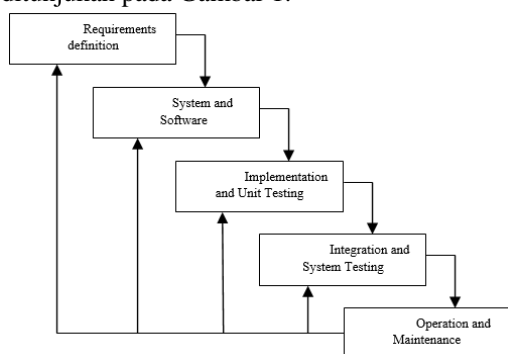 ditunjukan pada Gambar 1.
Requirements
definition
System and
Software
Implementation
and Unit Testing
Integration and
System Testing
Operation and
Maintenance